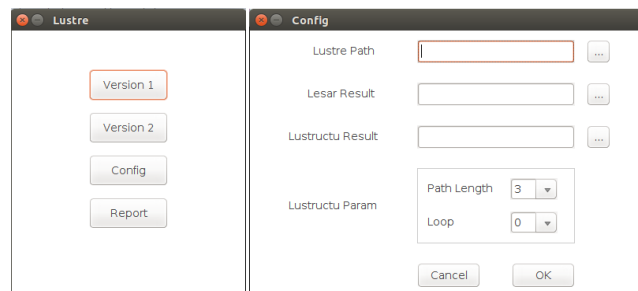 Lustre
Version 1
Version 2
Config
Report
Config
Lustre Path
...
Lesar Result
...
Lustructu Result
...
Lustructu Param
Path Length 3
Loop 0
Cancel OK